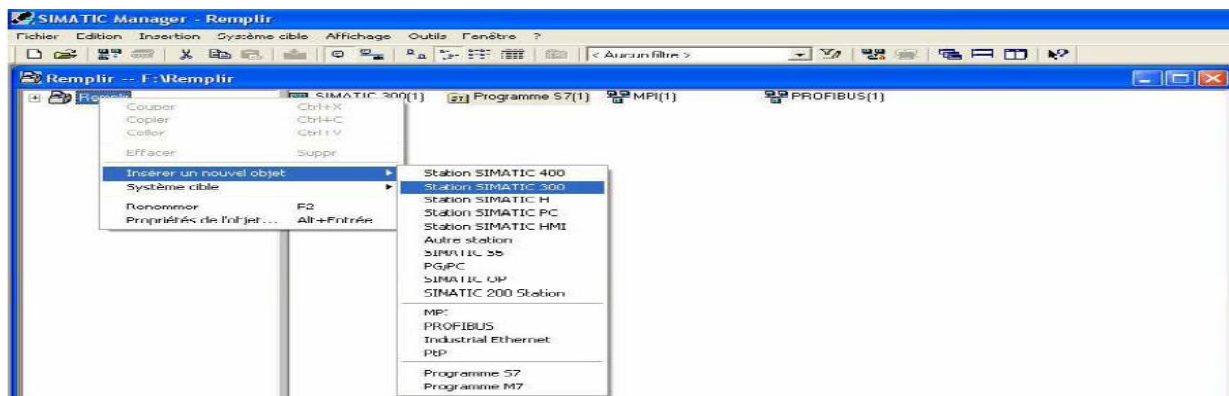 SIMATIC Manager - Remplir
Fichier Edition Insertion Système cible Affichage Outils Fenêtre ?
< Aucun filtre >
Remplir -- F:\Remplir
Remplir SIMATIC 300(1) Programme S7(1) MPI(1) PROFIBUS(1)
Couper Ctrl+X
Copier Ctrl+C
Coller Ctrl+V
Effacer Suppr
Insérer un nouvel objet
Système cible
Renommer F2
Propriétés de l'objet... Alt+Entrée
Station SIMATIC 400
Station SIMATIC 300
Station SIMATIC H
Station SIMATIC PC
Station SIMATIC HMI
Autre station
SIMATIC S5
PG/PC
SIMATIC OP
SIMATIC 200 Station
MPI
PROFIBUS
Industrial Ethernet
PtP
Programme S7
Programme M7